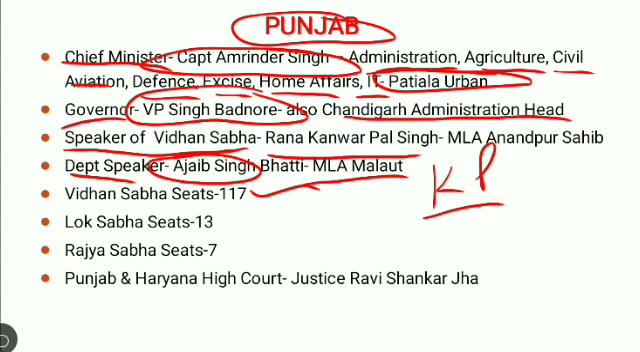 PUNJAB
Chief Minister- Capt Amrinder Singh - Administration, Agriculture, Civil
Aviation, Defence, Excise, Home Affairs, IT- Patiala Urban
Governor- VP Singh Badnore- also Chandigarh Administration Head
Speaker of Vidhan Sabha- Rana Kanwar Pal Singh- MLA Anandpur Sahib
Dept Speaker- Ajaib Singh Bhatti- MLA Malaut
KP
Vidhan Sabha Seats-117
Lok Sabha Seats-13
Rajya Sabha Seats-7
Punjab & Haryana High Court- Justice Ravi Shankar Jha